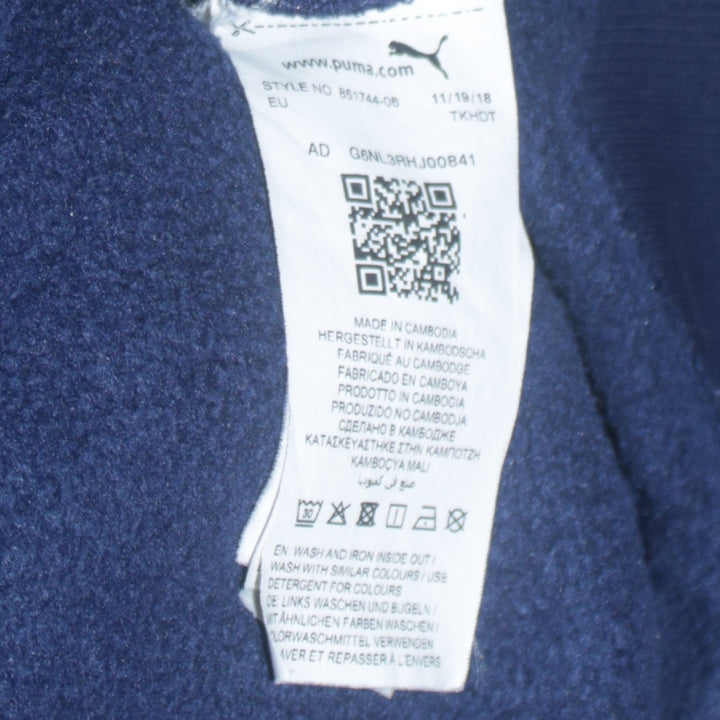 www.puma.com
STYLE NO. 851744-06 11/19/18
EU TKHDT
AD G6NL3RHJ00841
MADE IN CAMBODIA
HERGESTELLT IN KAMBODSCHA
FABRIQUÉ AU CAMBODGE
FABRICADO EN CAMBOYA
PRODOTTO IN CAMBOGIA
PRODUZIDO NO CAMBODJA
СДЕЛАНО В КАМБОДЖЕ
ΚΑΤΑΣΚΕΥΑΣΤΗΚΕ ΣΤΗΝ ΚΑΜΠΟΤΖΗ
KAMBOÇYA MALI
صنع في كمبوديا
30
EN: WASH AND IRON INSIDE OUT /
WASH WITH SIMILAR COLOURS / USE
DETERGENT FOR COLOURS
DE: LINKS WASCHEN UND BÜGELN /
MIT ÄHNLICHEN FARBEN WASCHEN /
OLORWASCHMITTEL VERWENDEN
AVER ET REPASSER À L'ENVERS